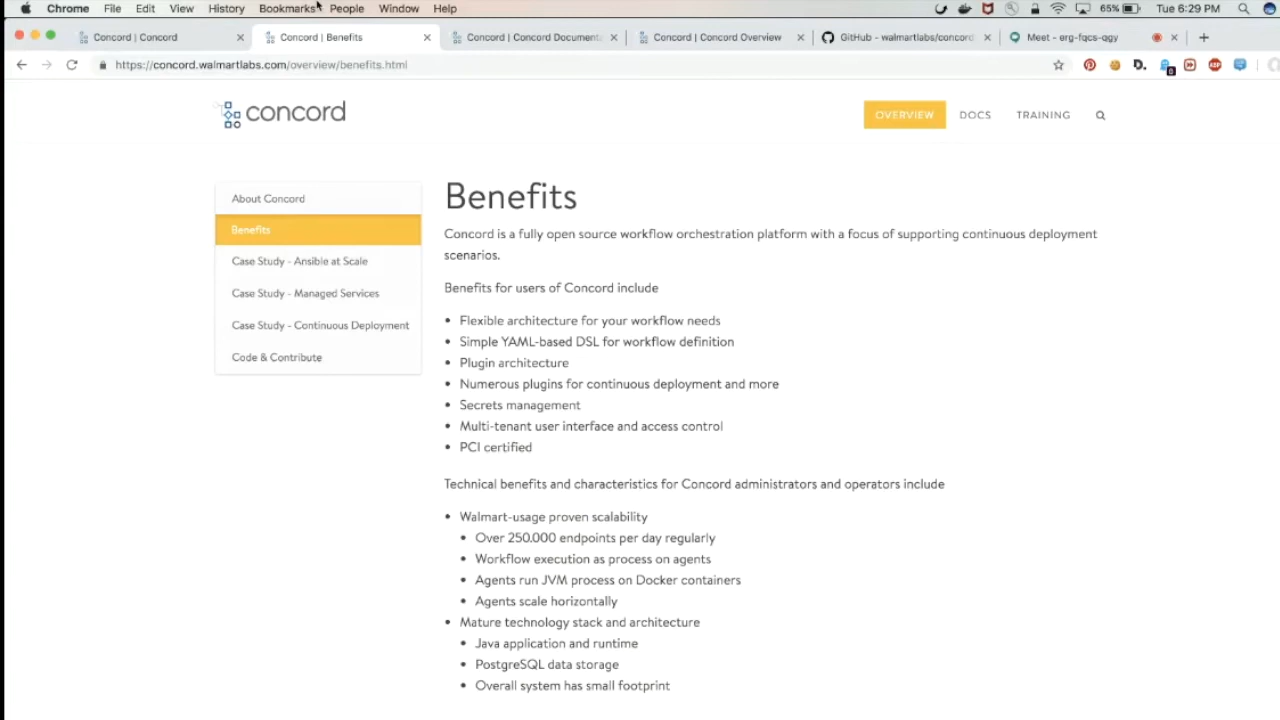 Chrome File Edit View History Bookmarks People Window Help 65% Tue 6:29 PM
Concord | Concord Concord | Benefits Concord | Concord Documenta Concord | Concord Overview GitHub - walmartlabs/concord Meet - erg-fqcs-qgy
https://concord.walmartlabs.com/overview/benefits.html D. 0 ABP
concord OVERVIEW DOCS TRAINING
About Concord
Benefits
Case Study - Ansible at Scale
Case Study - Managed Services
Case Study - Continuous Deployment
Code & Contribute
Benefits
Concord is a fully open source workflow orchestration platform with a focus of supporting continuous deployment
scenarios.
Benefits for users of Concord include
• Flexible architecture for your workflow needs
• Simple YAML-based DSL for workflow definition
• Plugin architecture
• Numerous plugins for continuous deployment and more
• Secrets management
• Multi-tenant user interface and access control
• PCI certified
Technical benefits and characteristics for Concord administrators and operators include
• Walmart-usage proven scalability
• Over 250.000 endpoints per day regularly
• Workflow execution as process on agents
• Agents run JVM process on Docker containers
• Agents scale horizontally
• Mature technology stack and architecture
• Java application and runtime
• PostgreSQL data storage
• Overall system has small footprint